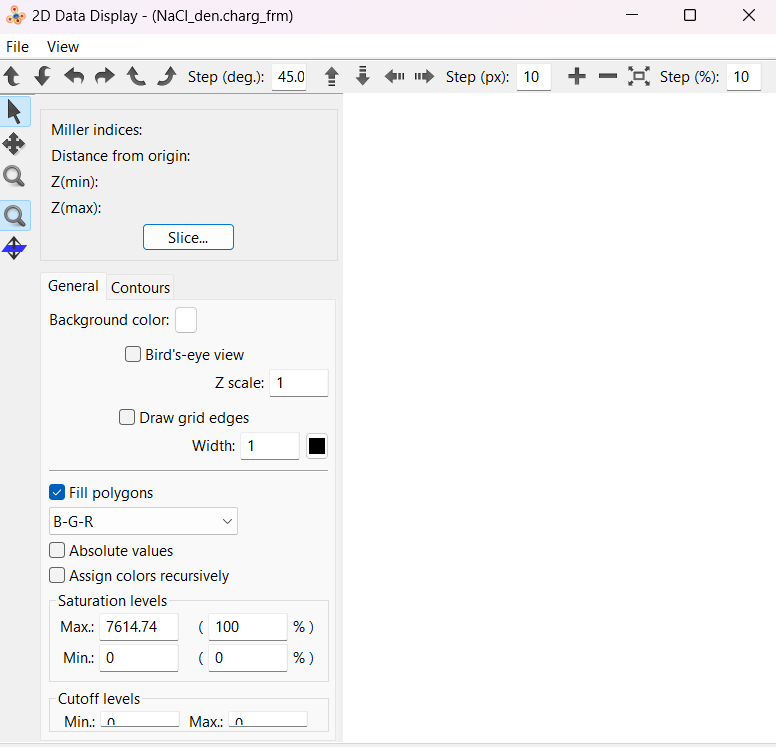 2D Data Display - (NaCl_den.charg_frm)
File View
Step (deg.): 45.0 Step (px): 10 Step (%): 10
Miller indices:
Distance from origin:
Z(min):
Z(max):
Slice...
General Contours
Background color:
Bird's-eye view
Z scale: 1
Draw grid edges
Width: 1
Fill polygons
B-G-R
Absolute values
Assign colors recursively
Saturation levels
Max.: 7614.74 ( 100 % )
Min.: 0 ( 0 % )
Cutoff levels
Min.: 0 Max.: 0